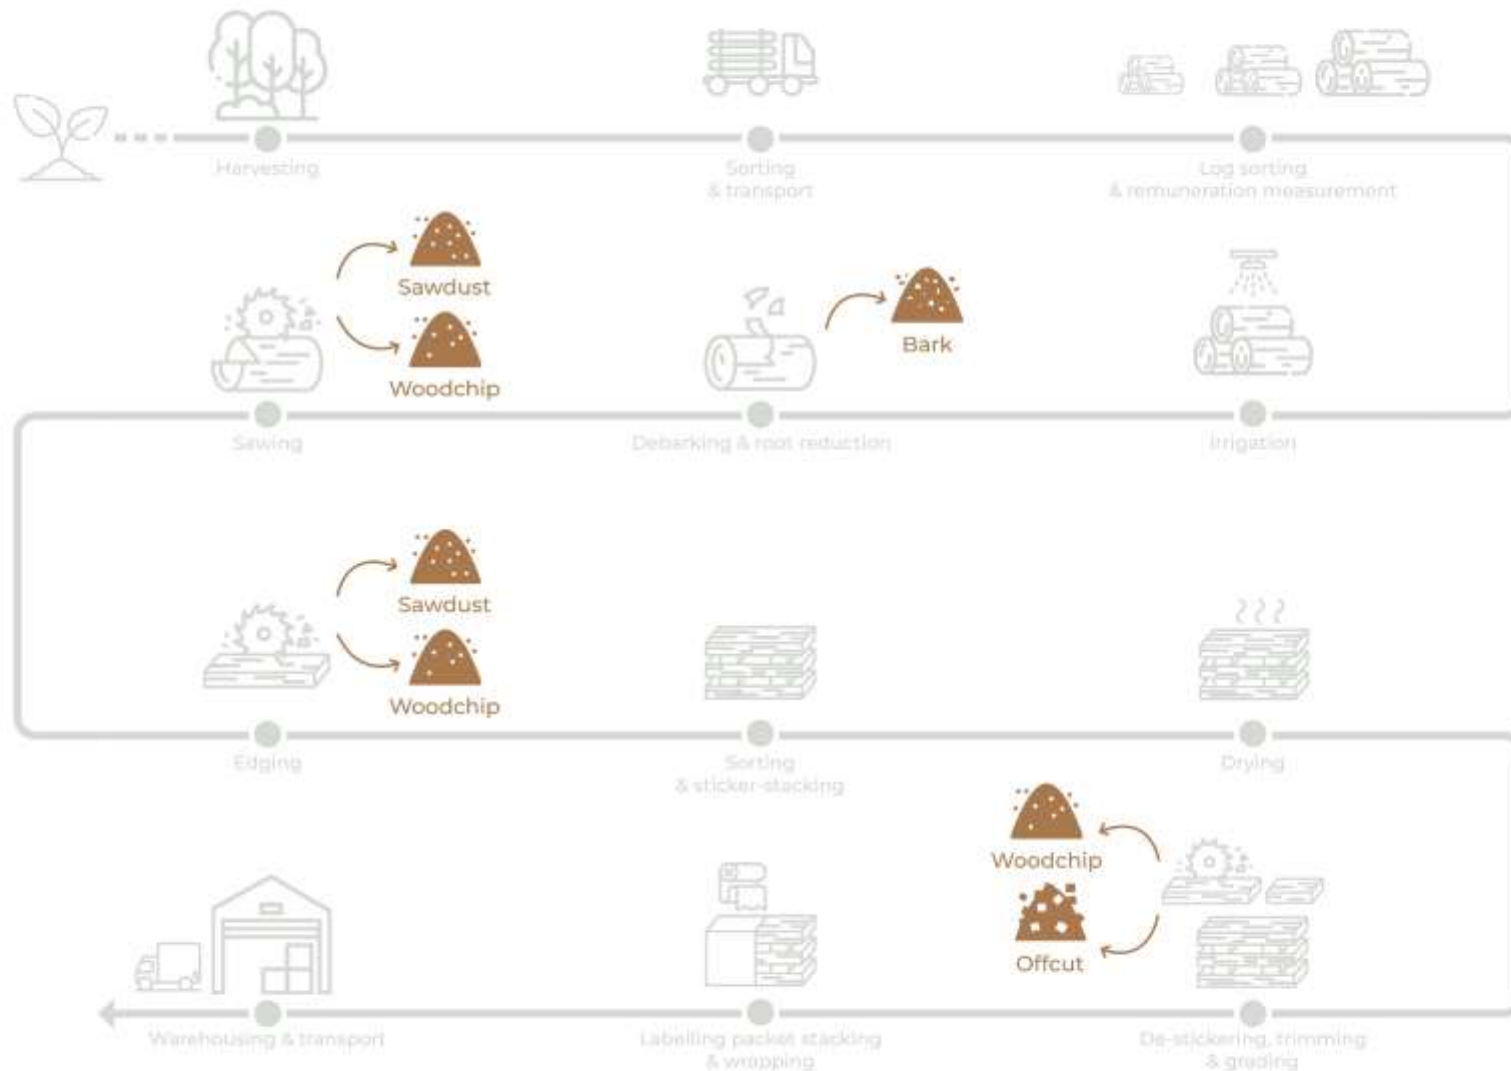 Harvesting
Sorting
& transport
Log sorting
& remuneration measurement
Sawdust
Woodchip
Bark
Sawing
Debarking & root reduction
Irrigation
Sawdust
Woodchip
Edging
Sorting
& sticker-stacking
Drying
Woodchip
Offcut
Warehousing & transport
Labelling packet stacking
& wrapping
De-stickering, trimming
& grading